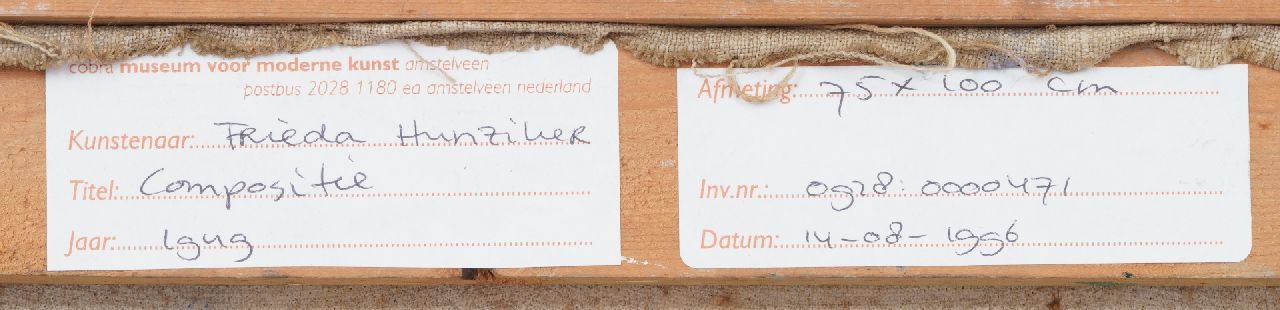 cobra museum voor moderne kunst amstelveen
postbus 2028 1180 ea amstelveen nederland
Kunstenaar: Frieda Hunziker
Titel: Compositie
Jaar: 1949
Afmeting: 75 x 100 cm
Inv.nr.: 0928:0000471
Datum: 14-08-1996